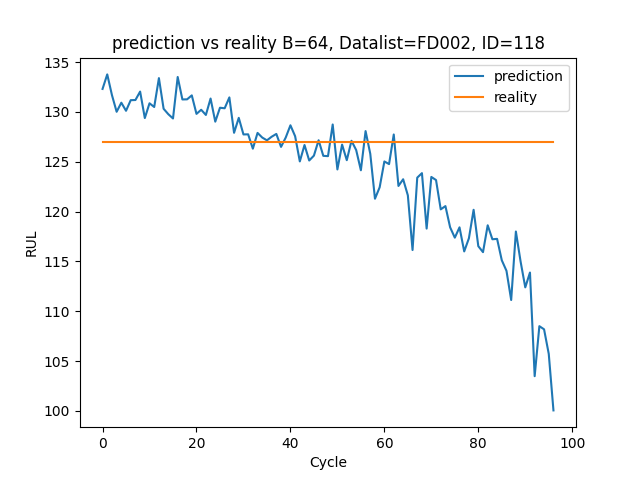 prediction vs reality B=64, Datalist=FD002, ID=118
prediction
reality
135
130
125
120
115
110
105
100
RUL
0 20 40 60 80 100
Cycle